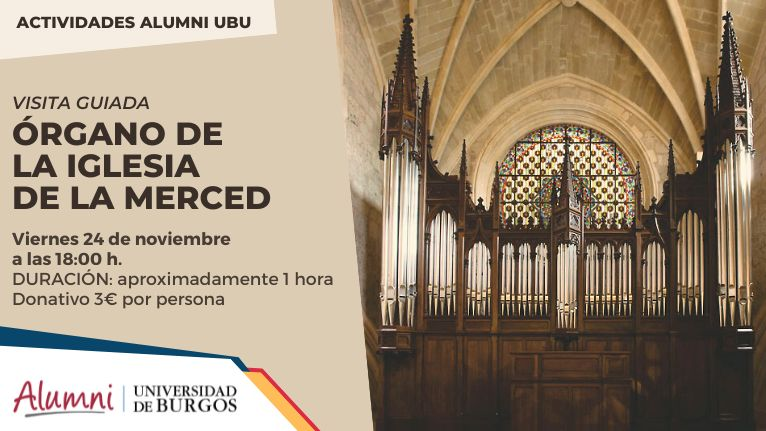 ACTIVIDADES ALUMNI UBU
VISITA GUIADA
ÓRGANO DE
LA IGLESIA
DE LA MERCED
Viernes 24 de noviembre
a las 18:00 h.
DURACIÓN: aproximadamente 1 hora
Donativo 3€ por persona
Alumni
UNIVERSIDAD
DE BURGOS